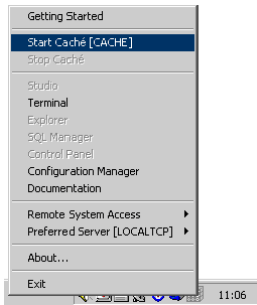 Getting Started
Start Caché [CACHE]
Stop Caché
Studio
Terminal
Explorer
SQL Manager
Control Panel
Configuration Manager
Documentation
Remote System Access
Preferred Server [LOCALTCP]
About...
Exit
11:06